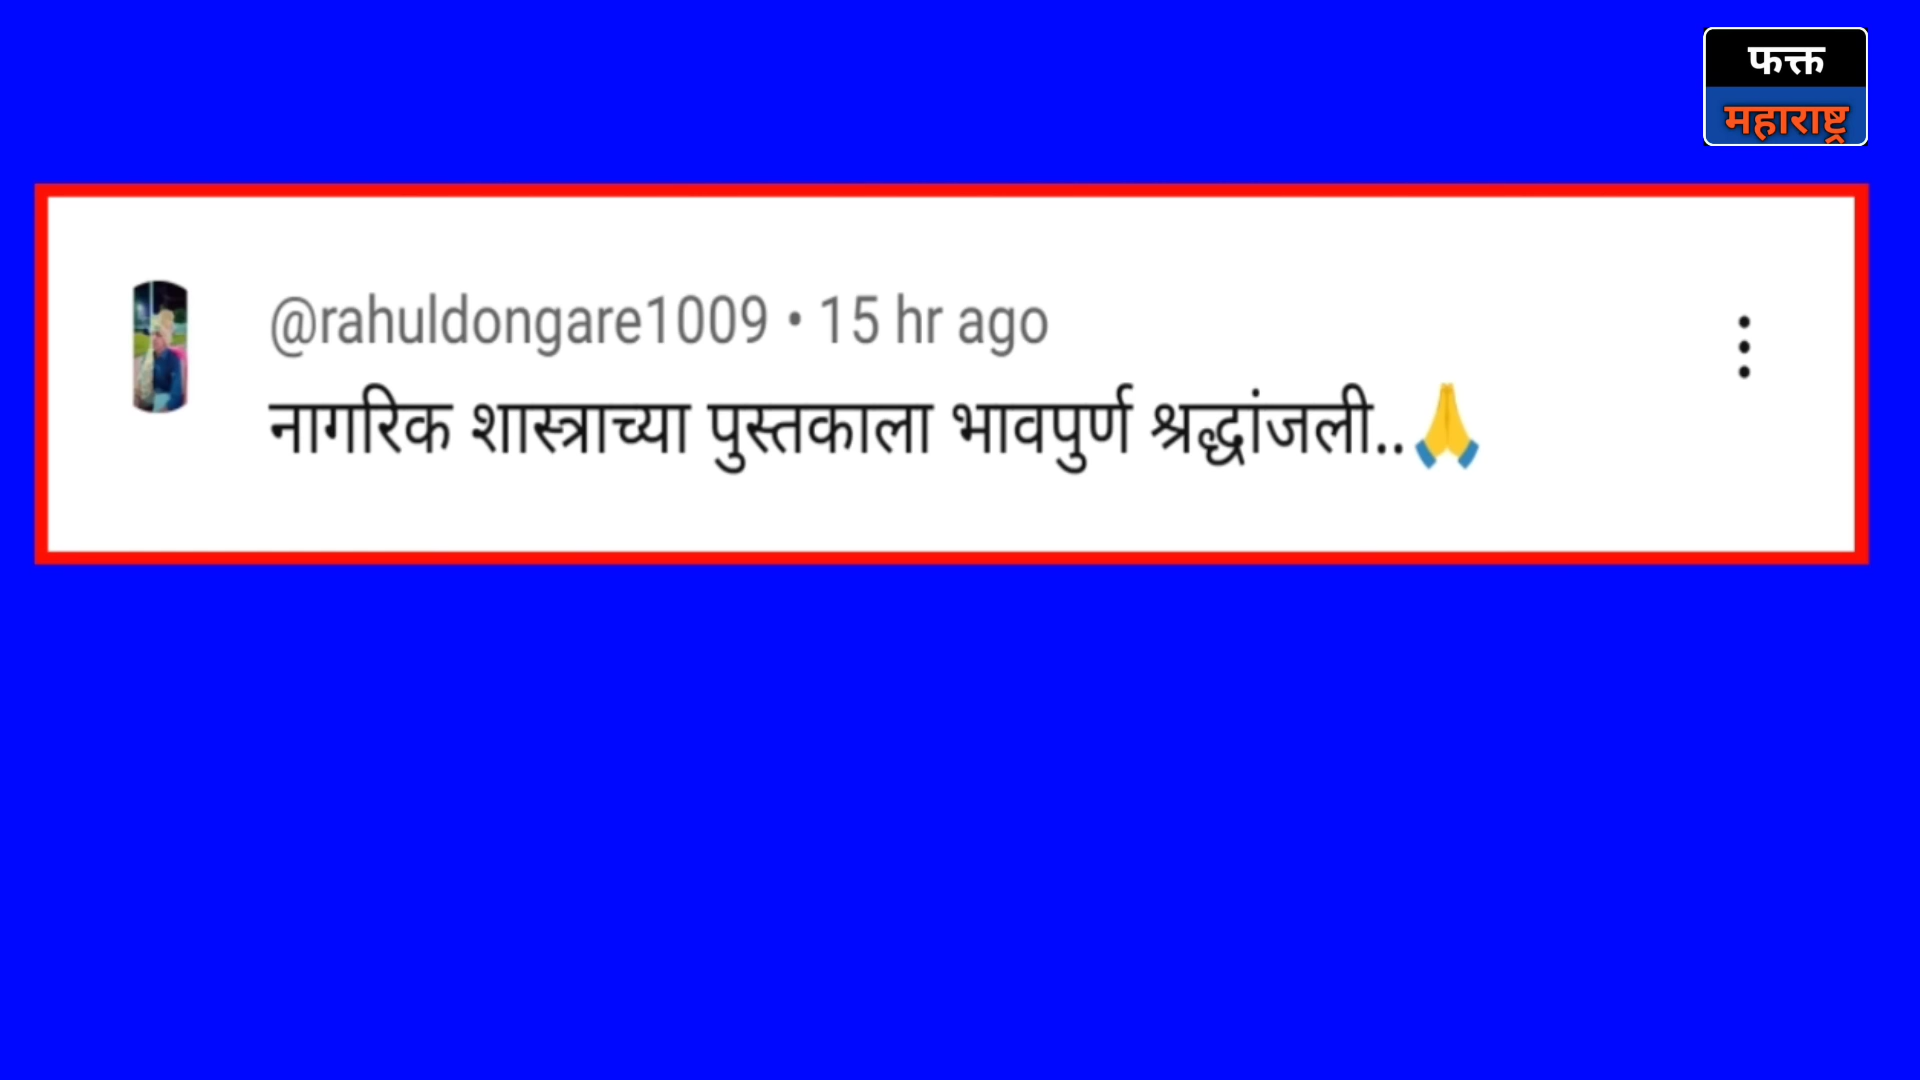 फक्त
महाराष्ट्र
@rahuldongare1009 • 15 hr ago
नागरिक शास्त्राच्या पुस्तकाला भावपुर्ण श्रद्धांजली..🙏